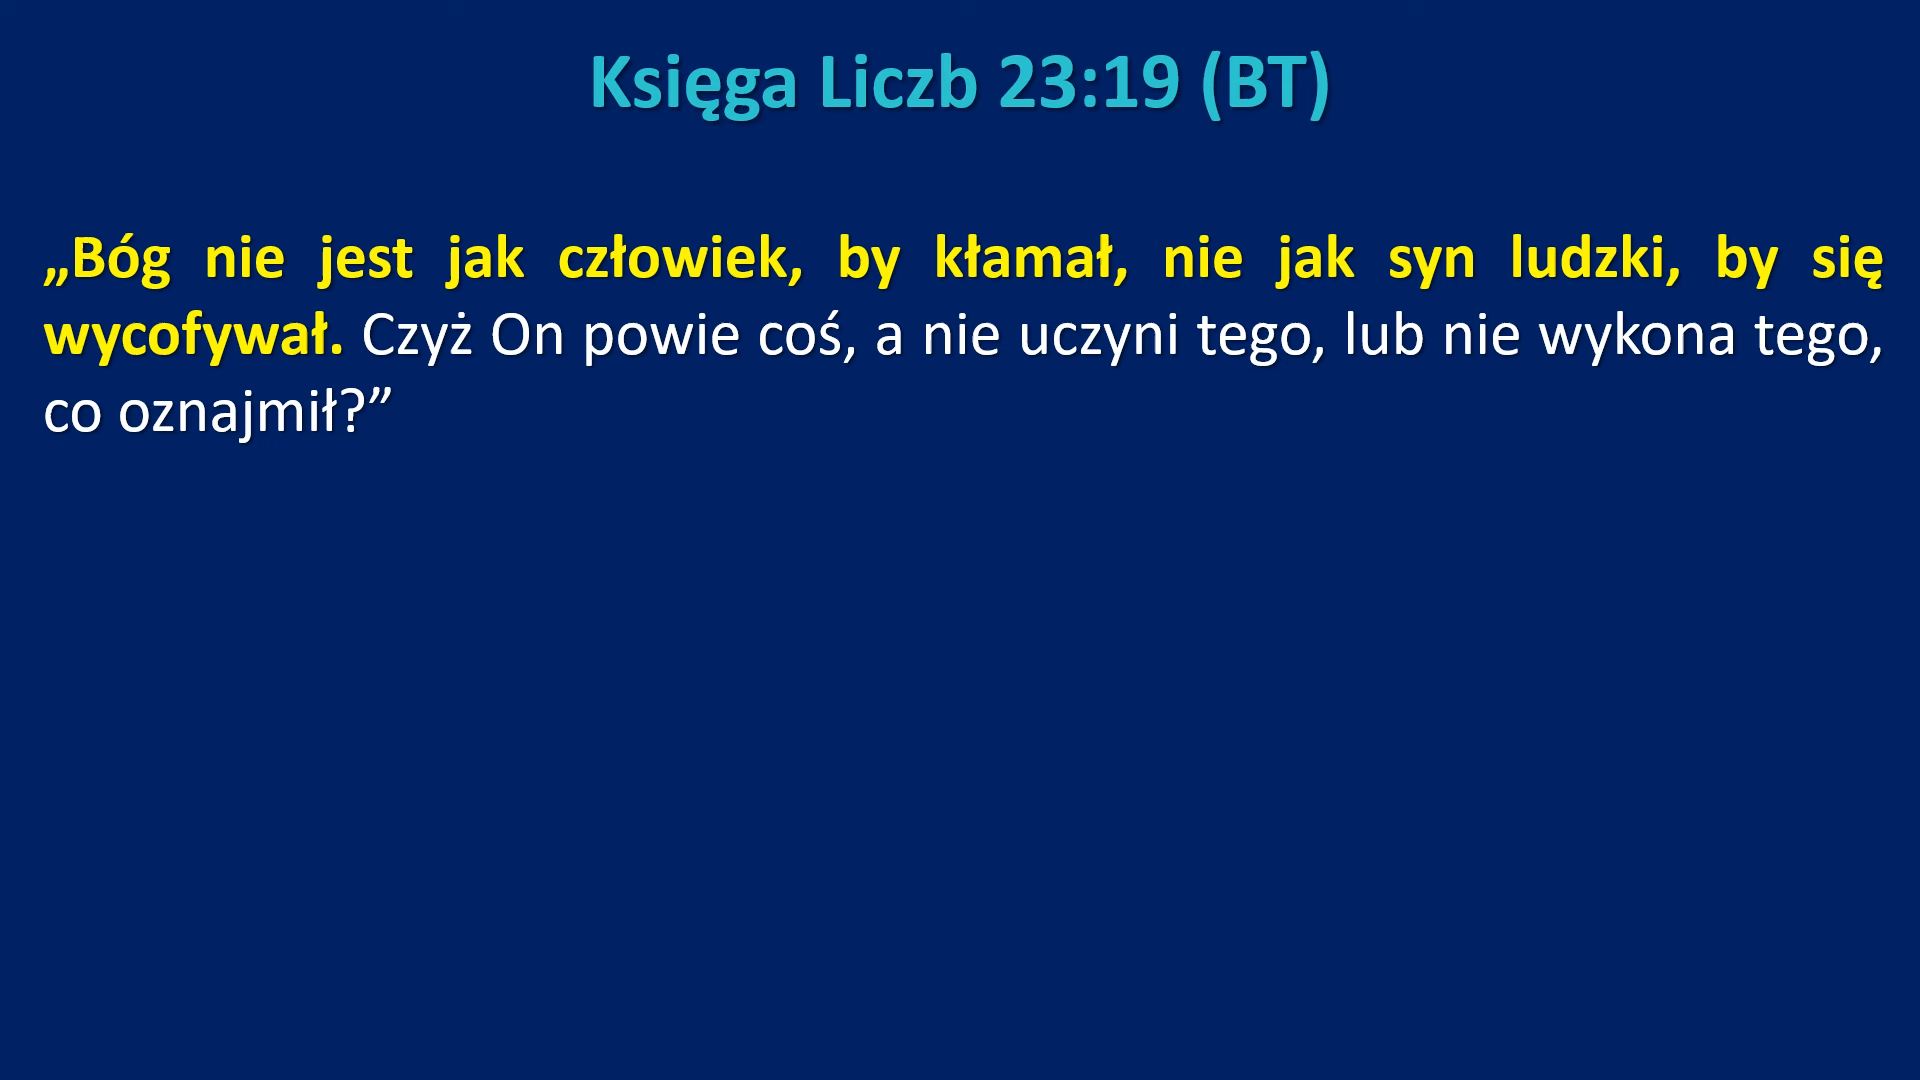 Księga Liczb 23:19 (BT)
„Bóg nie jest jak człowiek, by kłamał, nie jak syn ludzki, by się
wycofywał. Czyż On powie coś, a nie uczyni tego, lub nie wykona tego,
co oznajmił?”